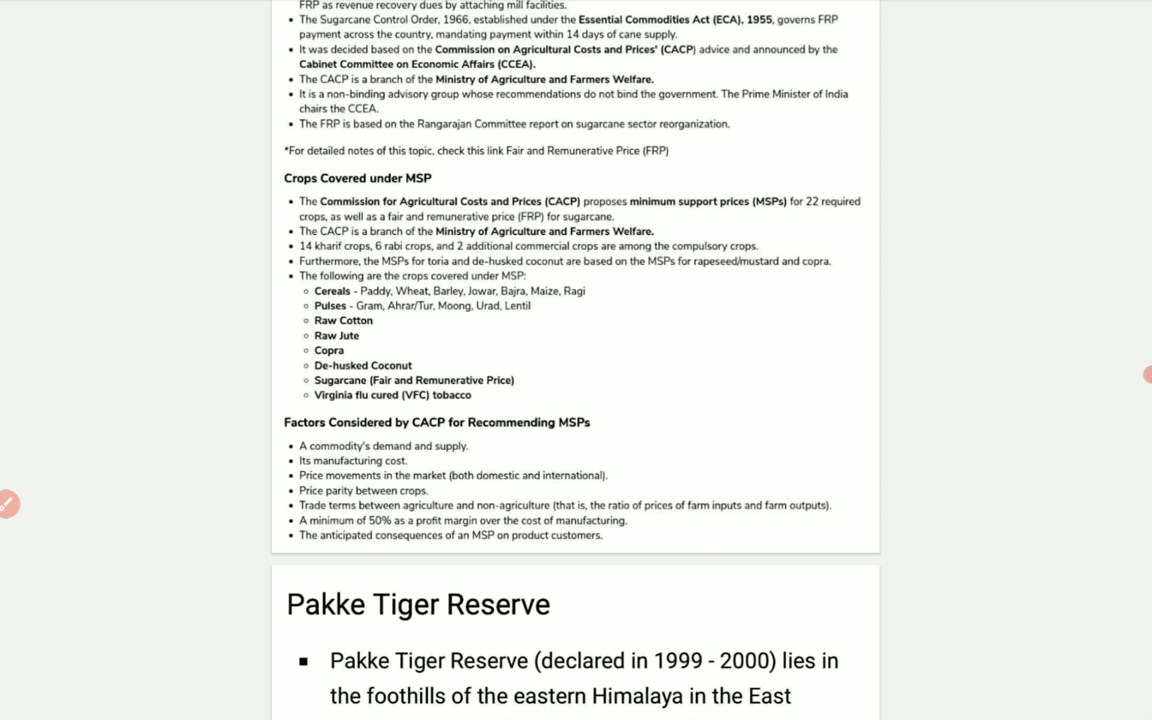 FRP as revenue recovery dues by attaching mill facilities.
• The Sugarcane Control Order, 1966, established under the Essential Commodities Act (ECA), 1955, governs FRP
payment across the country, mandating payment within 14 days of cane supply.
• It was decided based on the Commission on Agricultural Costs and Prices' (CACP) advice and announced by the
Cabinet Committee on Economic Affairs (CCEA).
• The CACP is a branch of the Ministry of Agriculture and Farmers Welfare.
• It is a non-binding advisory group whose recommendations do not bind the government. The Prime Minister of India
chairs the CCEA.
• The FRP is based on the Rangarajan Committee report on sugarcane sector reorganization.
*For detailed notes of this topic, check this link Fair and Remunerative Price (FRP)
Crops Covered under MSP
• The Commission for Agricultural Costs and Prices (CACP) proposes minimum support prices (MSPs) for 22 required
crops, as well as a fair and remunerative price (FRP) for sugarcane.
• The CACP is a branch of the Ministry of Agriculture and Farmers Welfare.
• 14 kharif crops, 6 rabi crops, and 2 additional commercial crops are among the compulsory crops.
• Furthermore, the MSPs for toria and de-husked coconut are based on the MSPs for rapeseed/mustard and copra.
• The following are the crops covered under MSP:
◦ Cereals - Paddy, Wheat, Barley, Jowar, Bajra, Maize, Ragi
◦ Pulses - Gram, Ahrar/Tur, Moong, Urad, Lentil
◦ Raw Cotton
◦ Raw Jute
◦ Copra
◦ De-husked Coconut
◦ Sugarcane (Fair and Remunerative Price)
◦ Virginia flu cured (VFC) tobacco
Factors Considered by CACP for Recommending MSPs
• A commodity's demand and supply.
• Its manufacturing cost.
• Price movements in the market (both domestic and international).
• Price parity between crops.
• Trade terms between agriculture and non-agriculture (that is, the ratio of prices of farm inputs and farm outputs).
• A minimum of 50% as a profit margin over the cost of manufacturing.
• The anticipated consequences of an MSP on product customers.
Pakke Tiger Reserve
▪ Pakke Tiger Reserve (declared in 1999 - 2000) lies in
the foothills of the eastern Himalaya in the East